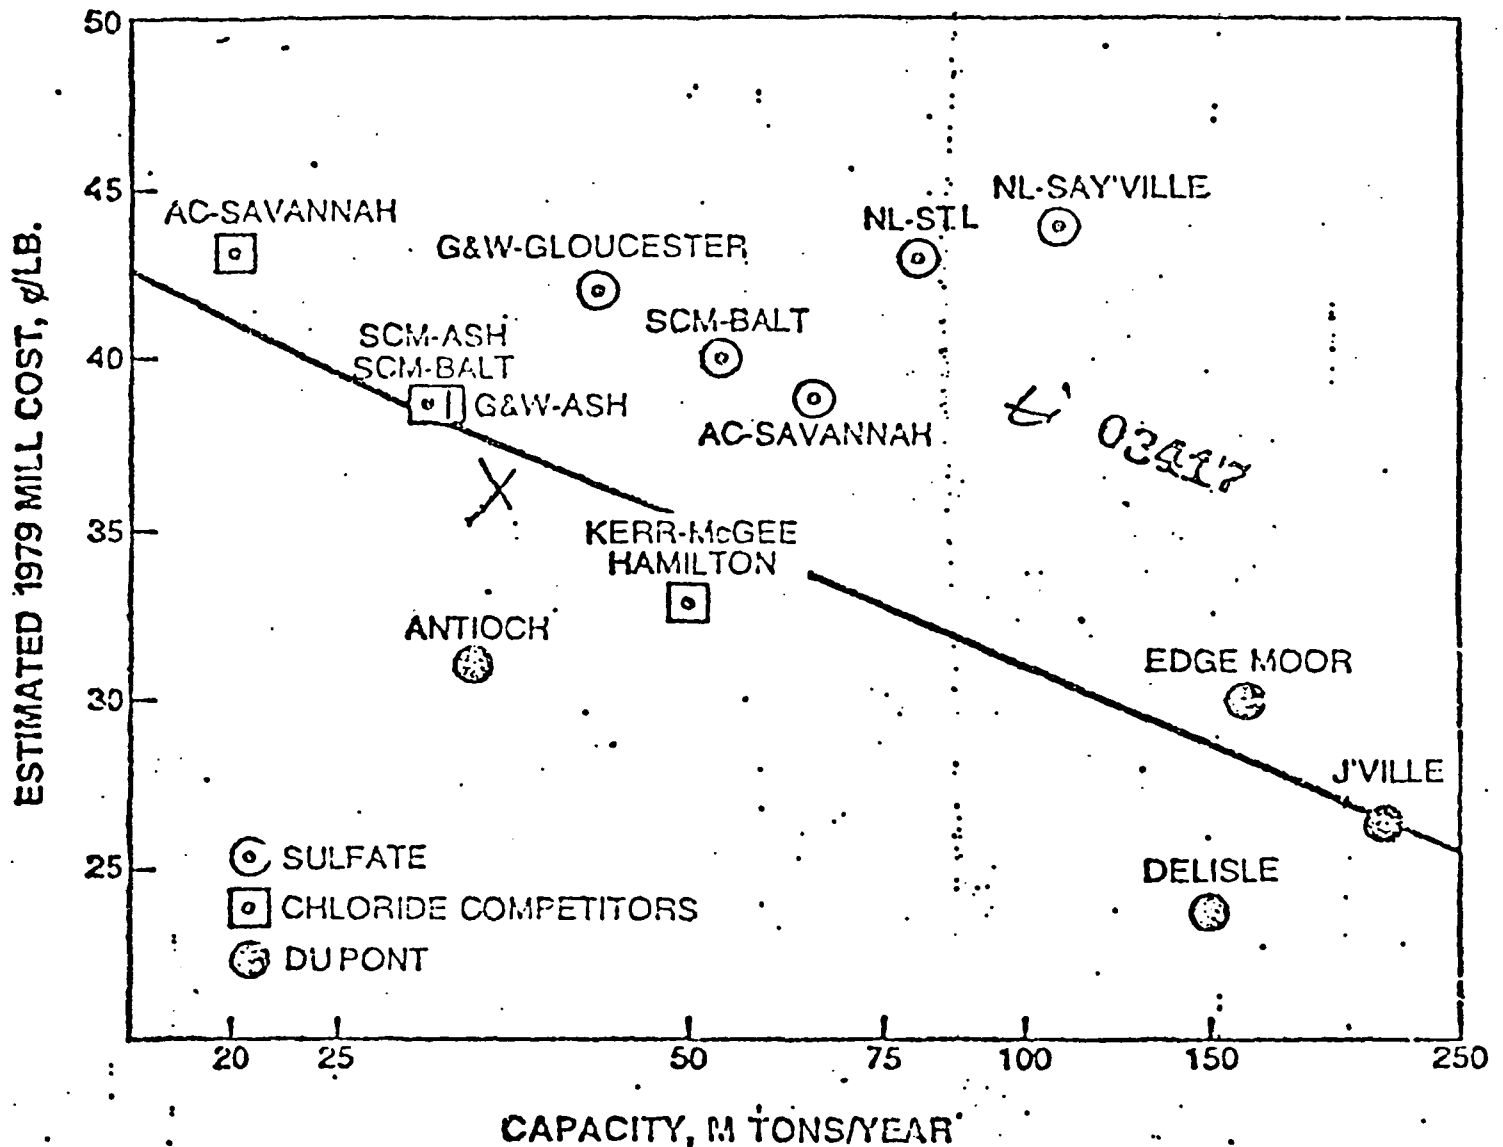 ESTIMATED 1979 MILL COST, ¢/LB.
50
45
40
35
30
25
AC-SAVANNAH
G&W-GLOUCESTER
NL-ST.L
NL-SAY'VILLE
SCM-ASH
SCM-BALT
G&W-ASH
SCM-BALT
AC-SAVANNAH
03417
KERR-McGEE
HAMILTON
ANTIOCH
EDGE MOOR
J'VILLE
DELISLE
SULFATE
CHLORIDE COMPETITORS
DU PONT
20 25 50 75 100 150 250
CAPACITY, M TONS/YEAR